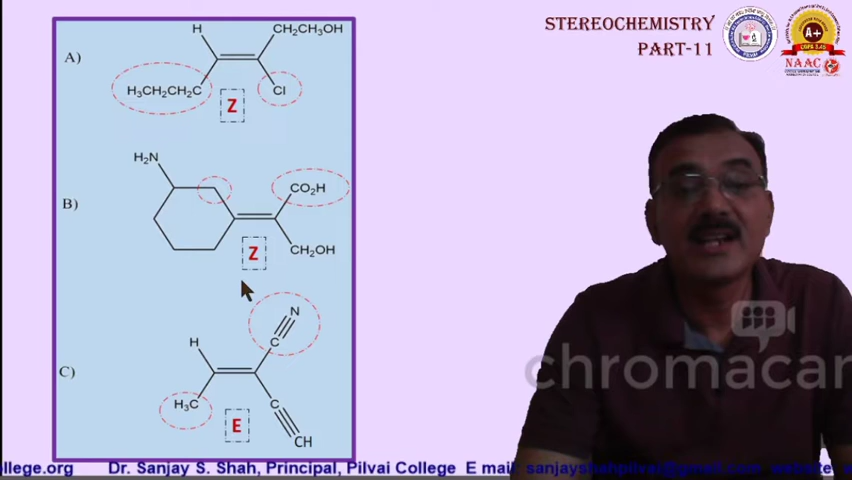 STEREOCHEMISTRY
PART-11
A+
NAAC
A)
H
CH₂CH₃OH
H₃CH₂CH₂C
Cl
Z
B)
H₂N
CO₂H
CH₂OH
Z
C)
N
C
H
H₃C
C
CH
E
chromacam
llege.org Dr. Sanjay S. Shah, Principal, Pilvai College E mail: sanjayshahpilvai@gmail.com website